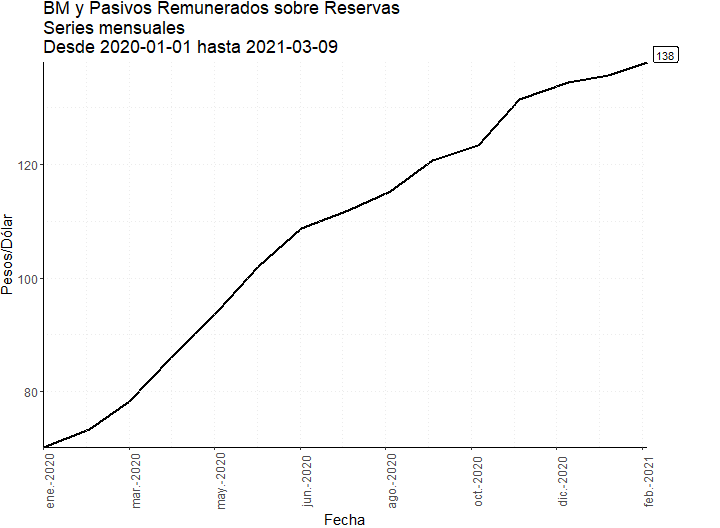 BM y Pasivos Remunerados sobre Reservas
Series mensuales
Desde 2020-01-01 hasta 2021-03-09
138
120
100
80
Pesos/Dólar
ene.-2020
mar.-2020
may.-2020
jun.-2020
ago.-2020
oct.-2020
dic.-2020
feb.-2021
Fecha